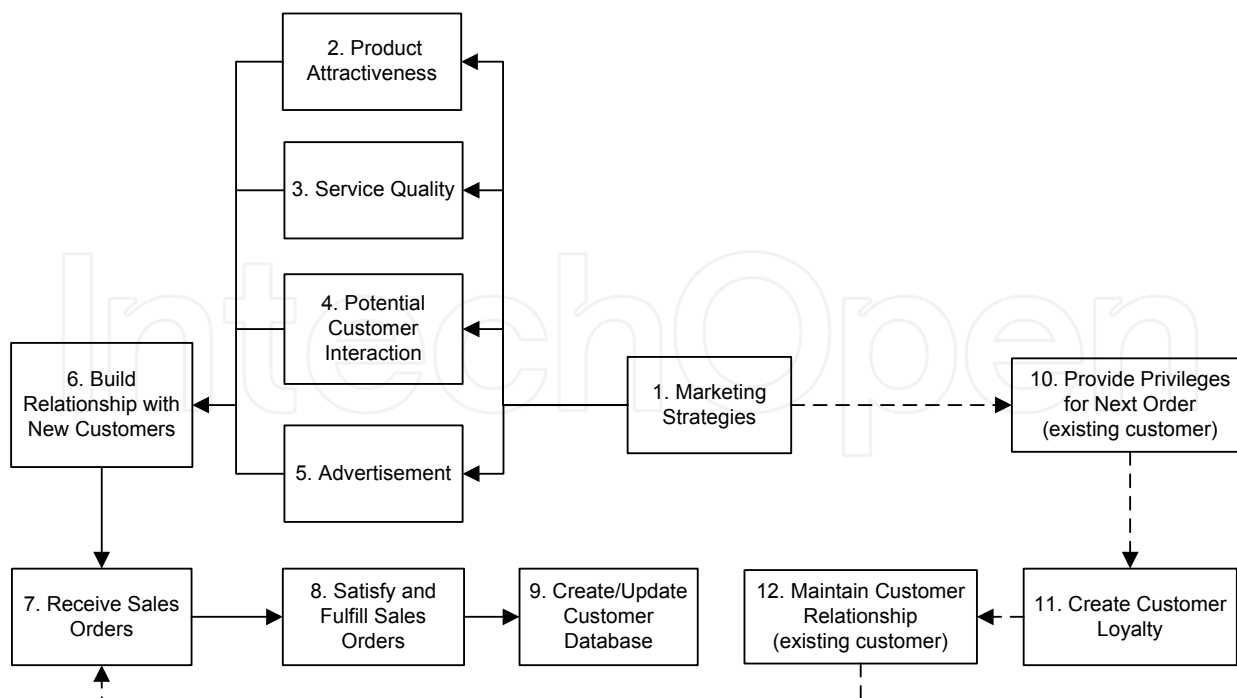 2. Product
Attractiveness
3. Service Quality
4. Potential
Customer
Interaction
5. Advertisement
6. Build
Relationship with
New Customers
1. Marketing
Strategies
10. Provide Privileges
for Next Order
(existing customer)
7. Receive Sales
Orders
8. Satisfy and
Fulfill Sales
Orders
9. Create/Update
Customer
Database
12. Maintain Customer
Relationship
(existing customer)
11. Create Customer
Loyalty
IntechOpen